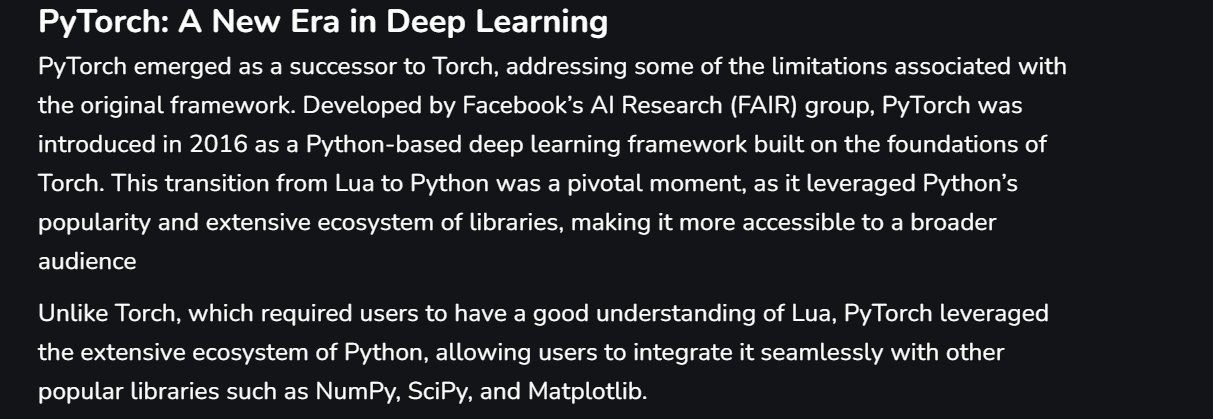 PyTorch: A New Era in Deep Learning
PyTorch emerged as a successor to Torch, addressing some of the limitations associated with
the original framework. Developed by Facebook’s AI Research (FAIR) group, PyTorch was
introduced in 2016 as a Python-based deep learning framework built on the foundations of
Torch. This transition from Lua to Python was a pivotal moment, as it leveraged Python’s
popularity and extensive ecosystem of libraries, making it more accessible to a broader
audience
Unlike Torch, which required users to have a good understanding of Lua, PyTorch leveraged
the extensive ecosystem of Python, allowing users to integrate it seamlessly with other
popular libraries such as NumPy, SciPy, and Matplotlib.